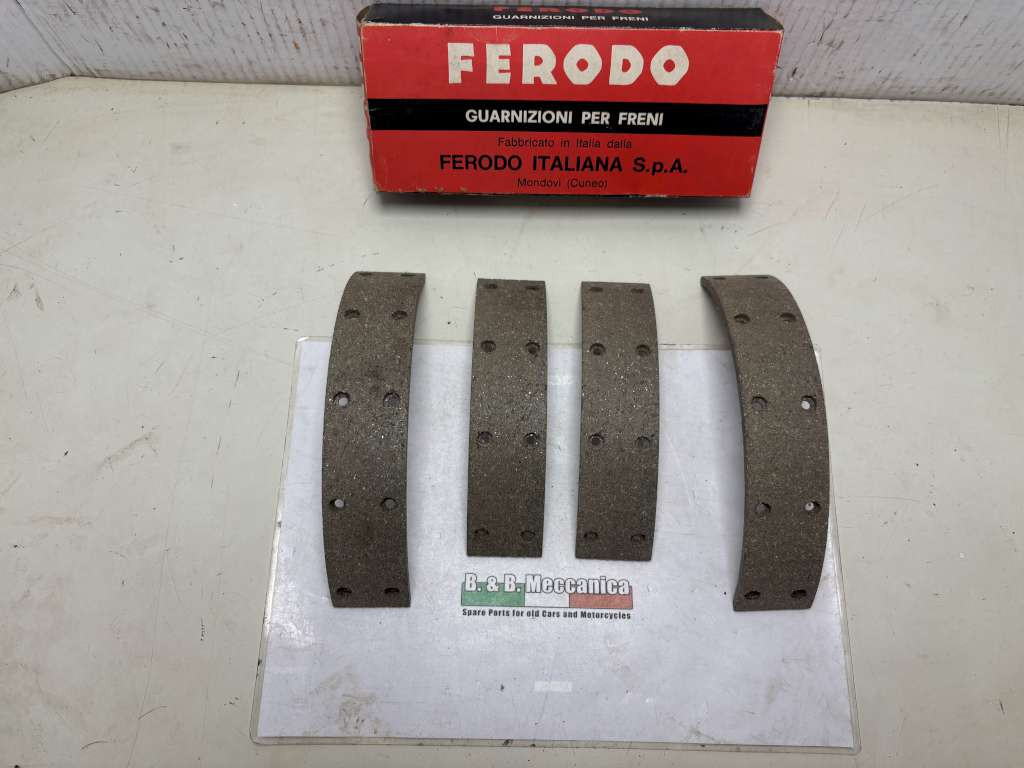 FERODO
GUARNIZIONI PER FRENI
FERODO
GUARNIZIONI PER FRENI
Fabbricato in Italia dalla
FERODO ITALIANA S.p.A.
Mondovì (Cuneo)
B. & B. Meccanica
Spare Parts for old Cars and Motorcycles